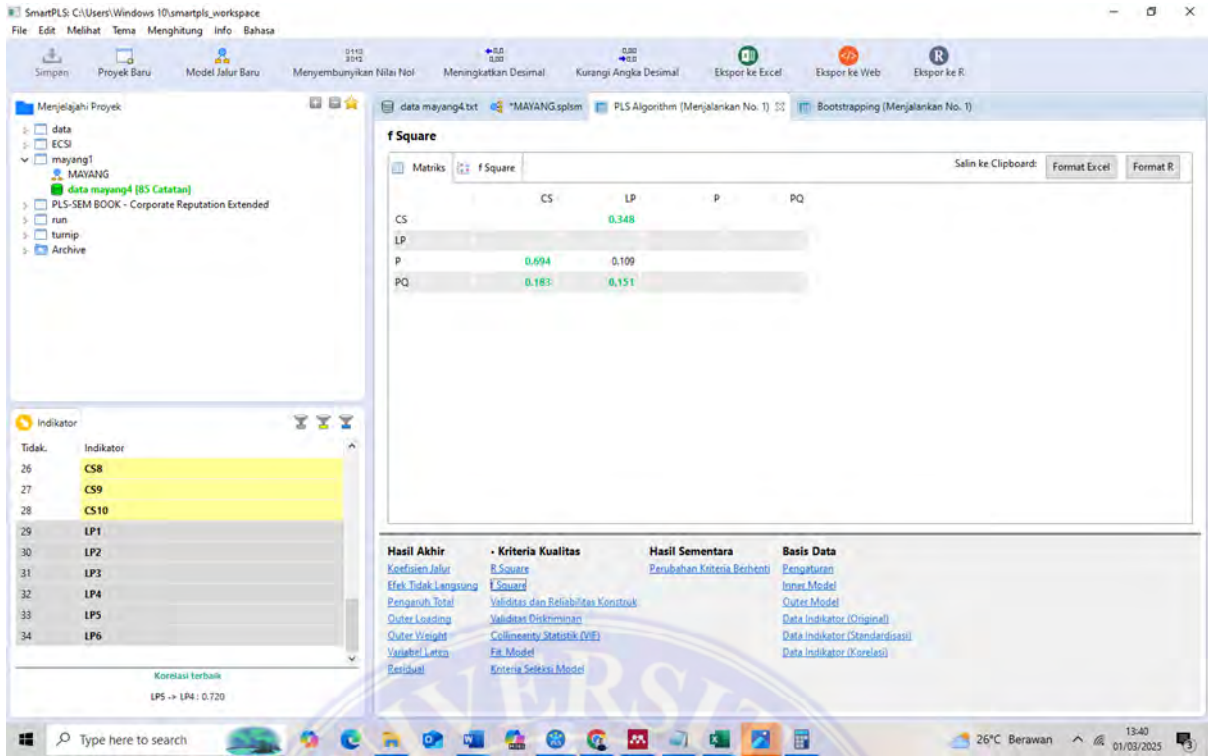 SmartPLS: C:\Users\Windows 10\smartpls_workspace
File Edit Melihat Tema Menghitung Info Bahasa
Simpan Proyek Baru Model Jalur Baru Menyembunyikan Nilai Nol Meningkatkan Desimal Kurangi Angka Desimal Ekspor ke Excel Ekspor ke Web Ekspor ke R
Menjelajahi Proyek
data
ECSI
mayang1
MAYANG
data mayang4 [85 Catatan]
PLS-SEM BOOK - Corporate Reputation Extended
run
turnip
Archive
Indikator
Tidak. Indikator
26 CS8
27 CS9
28 CS10
29 LP1
30 LP2
31 LP3
32 LP4
33 LP5
34 LP6
Korelasi terbaik
LP5 -> LP4 : 0.720
data mayang4.txt *MAYANG.splsm PLS Algorithm (Menjalankan No. 1) Bootstrapping (Menjalankan No. 1)
f Square
Matriks f Square Salin ke Clipboard: Format Excel Format R
CS LP P PQ
CS 0.348
LP
P 0.694 0.109
PQ 0.183 0.151
Hasil Akhir Kriteria Kualitas Hasil Sementara Basis Data
Koefisien Jalur R Square Perubahan Kriteria Berhenti Pengaturan
Efek Tidak Langsung f Square Inner Model
Pengaruh Total Validitas dan Reliabilitas Konstruk Outer Model
Outer Loading Validitas Diskriminan Data Indikator (Original)
Outer Weight Collinearity Statistik (VIF) Data Indikator (Standardisasi)
Variabel Laten Fit Model Data Indikator (Korelasi)
Residual Kriteria Seleksi Model
Type here to search 26°C Berawan 13:40
01/03/2025